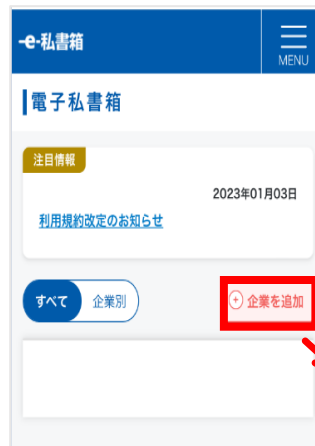 -e-私書箱
MENU
電子私書箱
注目情報
2023年01月03日
利用規約改定のお知らせ
すべて 企業別
企業を追加